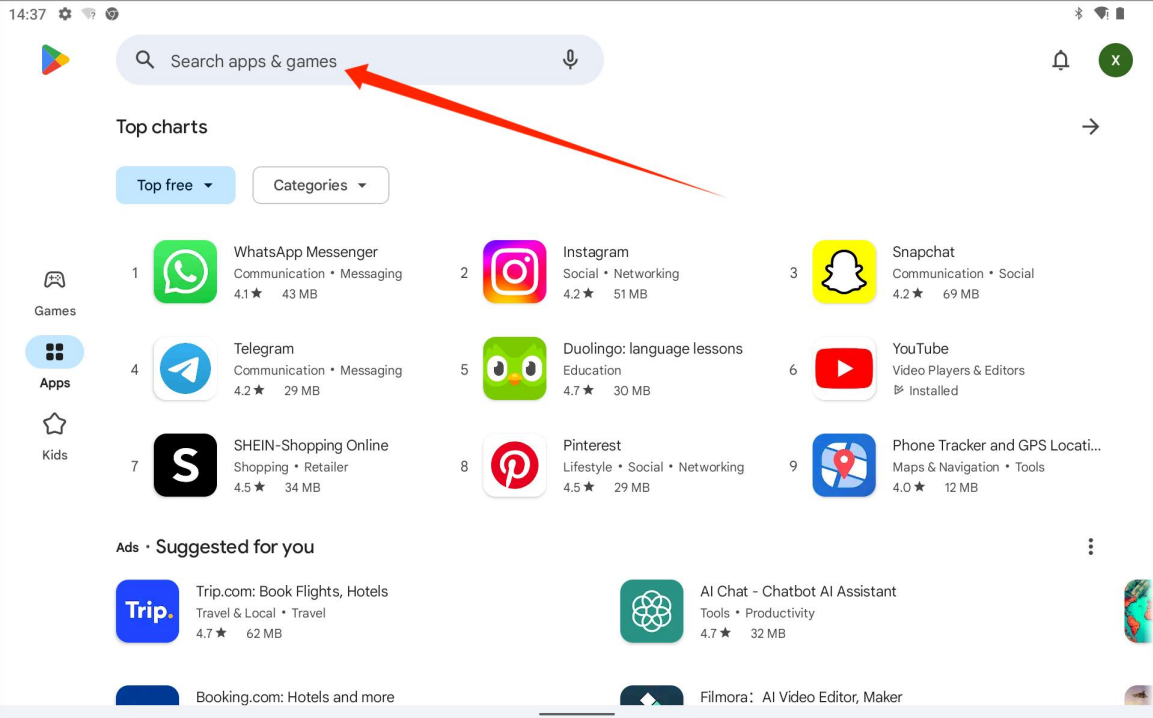 14:37
Search apps & games
X
Top charts
Top free
Categories
1
WhatsApp Messenger
Communication • Messaging
4.1★ 43 MB
2
Instagram
Social • Networking
4.2★ 51 MB
3
Snapchat
Communication • Social
4.2★ 69 MB
Games
Apps
Kids
4
Telegram
Communication • Messaging
4.2★ 29 MB
5
Duolingo: language lessons
Education
4.7★ 30 MB
6
YouTube
Video Players & Editors
Installed
7
S
SHEIN-Shopping Online
Shopping • Retailer
4.5★ 34 MB
8
Pinterest
Lifestyle • Social • Networking
4.5★ 29 MB
9
Phone Tracker and GPS Locati...
Maps & Navigation • Tools
4.0★ 12 MB
Ads • Suggested for you
Trip.
Trip.com: Book Flights, Hotels
Travel & Local • Travel
4.7★ 62 MB
AI Chat - Chatbot AI Assistant
Tools • Productivity
4.7★ 32 MB
Booking.com: Hotels and more
Filmora：AI Video Editor, Maker